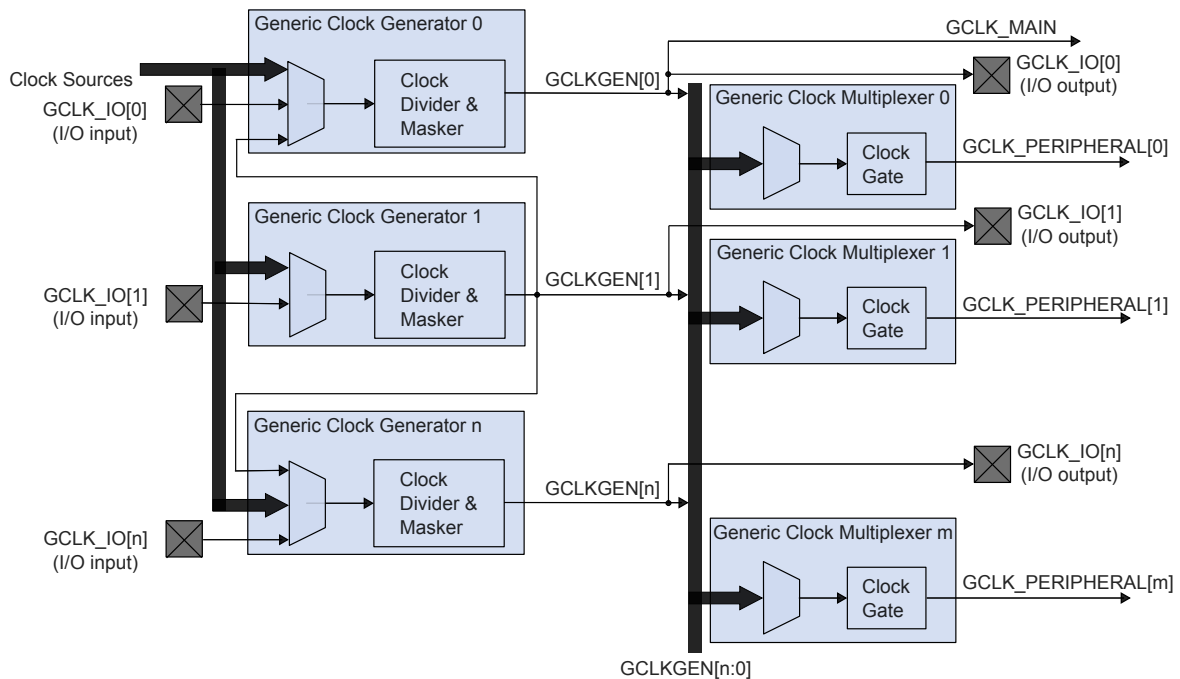 Generic Clock Generator 0
Clock Sources
GCLK_IO[0]
(I/O input)
Clock
Divider &
Masker
GCLKGEN[0]
GCLK_MAIN
GCLK_IO[0]
(I/O output)
Generic Clock Multiplexer 0
Clock
Gate
GCLK_PERIPHERAL[0]
Generic Clock Generator 1
GCLK_IO[1]
(I/O input)
Clock
Divider &
Masker
GCLKGEN[1]
GCLK_IO[1]
(I/O output)
Generic Clock Multiplexer 1
Clock
Gate
GCLK_PERIPHERAL[1]
Generic Clock Generator n
GCLK_IO[n]
(I/O input)
Clock
Divider &
Masker
GCLKGEN[n]
GCLK_IO[n]
(I/O output)
Generic Clock Multiplexer m
Clock
Gate
GCLK_PERIPHERAL[m]
GCLKGEN[n:0]